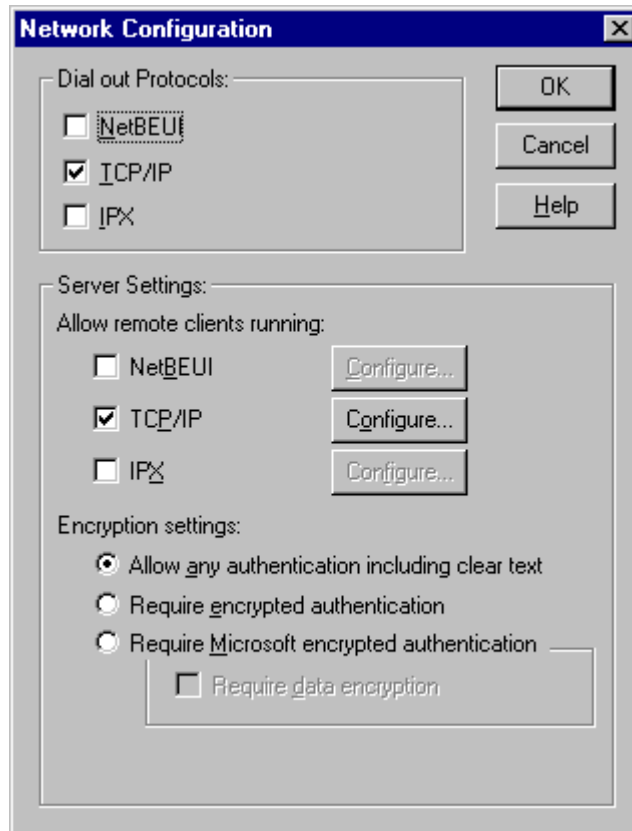 Network Configuration
Dial out Protocols:
NetBEUI
TCP/IP
IPX
OK
Cancel
Help
Server Settings:
Allow remote clients running:
NetBEUI Configure...
TCP/IP Configure...
IPX Configure...
Encryption settings:
Allow any authentication including clear text
Require encrypted authentication
Require Microsoft encrypted authentication
Require data encryption